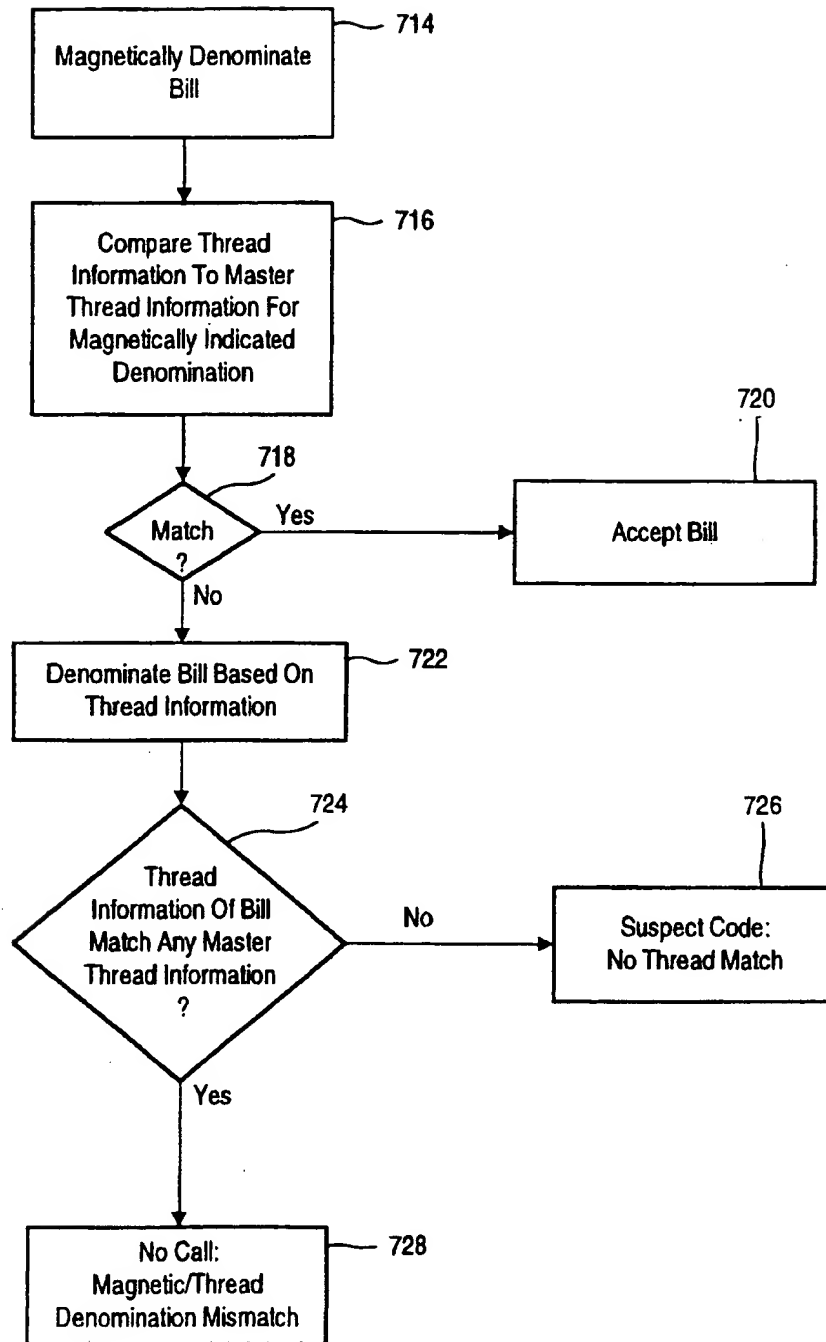 714
Magnetically Denominate
Bill
716
Compare Thread
Information To Master
Thread Information For
Magnetically Indicated
Denomination
718
Match
?
Yes
720
Accept Bill
No
722
Denominate Bill Based On
Thread Information
724
Thread
Information Of Bill
Match Any Master
Thread Information
?
No
726
Suspect Code:
No Thread Match
Yes
728
No Call:
Magnetic/Thread
Denomination Mismatch